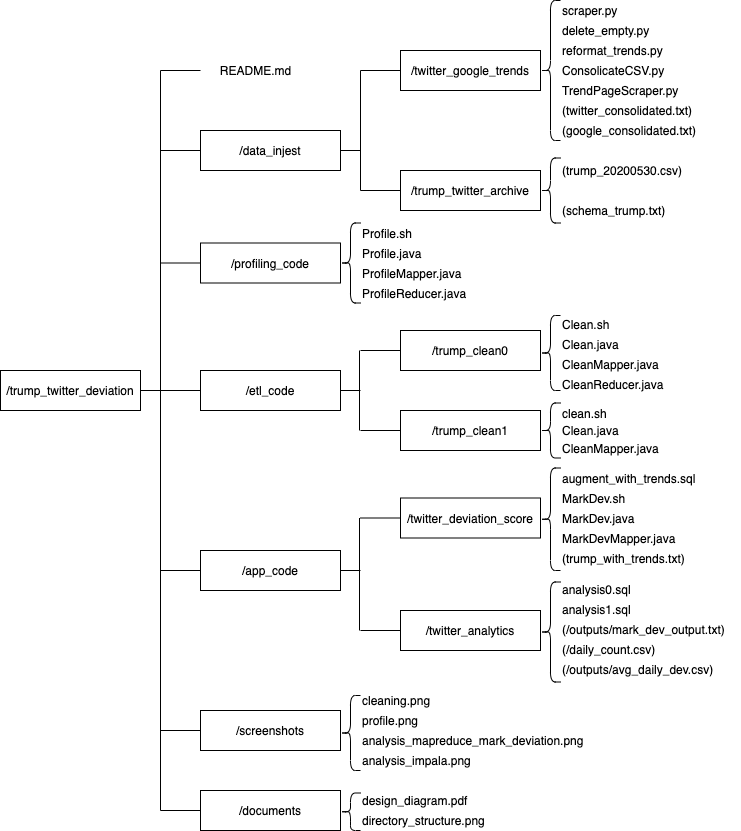 scraper.py
delete_empty.py
reformat_trends.py
ConsolicateCSV.py
TrendPageScraper.py
(twitter_consolidated.txt)
(google_consolidated.txt)
/twitter_google_trends
README.md
/data_injest
/trump_twitter_archive
(trump_20200530.csv)
(schema_trump.txt)
/profiling_code
Profile.sh
Profile.java
ProfileMapper.java
ProfileReducer.java
/trump_twitter_deviation
/etl_code
/trump_clean0
Clean.sh
Clean.java
CleanMapper.java
CleanReducer.java
/trump_clean1
clean.sh
Clean.java
CleanMapper.java
/app_code
/twitter_deviation_score
augment_with_trends.sql
MarkDev.sh
MarkDev.java
MarkDevMapper.java
(trump_with_trends.txt)
/twitter_analytics
analysis0.sql
analysis1.sql
(/outputs/mark_dev_output.txt)
(/daily_count.csv)
(/outputs/avg_daily_dev.csv)
/screenshots
cleaning.png
profile.png
analysis_mapreduce_mark_deviation.png
analysis_impala.png
/documents
design_diagram.pdf
directory_structure.png